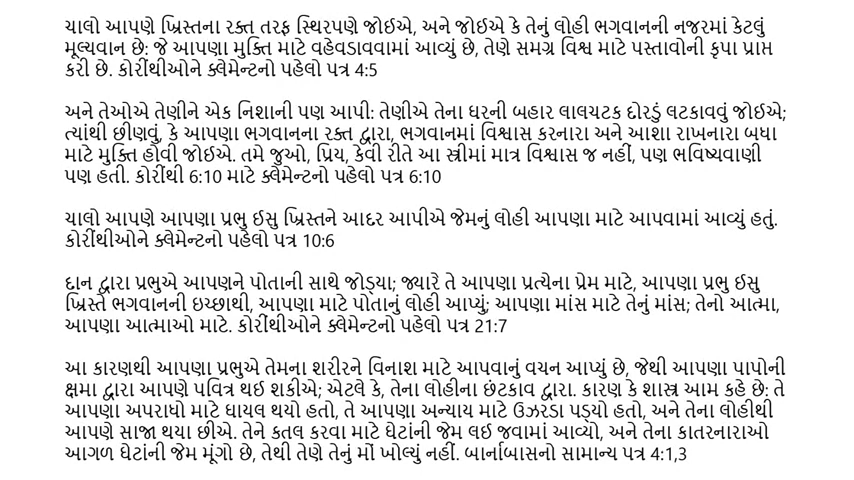 ચાલો આપણે ખ્રિસ્તના રક્ત તરફ સ્થિરપણે જોઈએ, અને જોઈએ કે તેનું લોહી ભગવાનની નજરમાં કેટલું
મૂલ્યવાન છે: જે આપણા મુક્તિ માટે વહેવડાવવામાં આવ્યું છે, તેણે સમગ્ર વિશ્વ માટે પસ્તાવોની કૃપા પ્રાપ્ત
કરી છે. કોરીંથીઓને ક્લેમેન્ટનો પહેલો પત્ર 4:5
અને તેઓએ તેણીને એક નિશાની પણ આપી: તેણીએ તેના ઘરની બહાર લાલચટક દોરડું લટકાવવું જોઈએ;
ત્યાંથી છીણવું, કે આપણા ભગવાનના રક્ત દ્વારા, ભગવાનમાં વિશ્વાસ કરનારા અને આશા રાખનારા બધા
માટે મુક્તિ હોવી જોઈએ. તમે જુઓ, પ્રિય, કેવી રીતે આ સ્ત્રીમાં માત્ર વિશ્વાસ જ નહીં, પણ ભવિષ્યવાણી
પણ હતી. કોરીંથી 6:10 માટે ક્લેમેન્ટનો પહેલો પત્ર 6:10
ચાલો આપણે આપણા પ્રભુ ઈસુ ખ્રિસ્તને આદર આપીએ જેમનું લોહી આપણા માટે આપવામાં આવ્યું હતું.
કોરીંથીઓને ક્લેમેન્ટનો પહેલો પત્ર 10:6
દાન દ્વારા પ્રભુએ આપણને પોતાની સાથે જોડ્યા; જ્યારે તે આપણા પ્રત્યેના પ્રેમ માટે, આપણા પ્રભુ ઈસુ
ખ્રિસ્તે ભગવાનની ઇચ્છાથી, આપણા માટે પોતાનું લોહી આપ્યું; આપણા માંસ માટે તેનું માંસ; તેનો આત્મા,
આપણા આત્માઓ માટે. કોરીંથીઓને ક્લેમેન્ટનો પહેલો પત્ર 21:7
આ કારણથી આપણા પ્રભુએ તેમના શરીરને વિનાશ માટે આપવાનું વચન આપ્યું છે, જેથી આપણા પાપોની
ક્ષમા દ્વારા આપણે પવિત્ર થઈ શકીએ; એટલે કે, તેના લોહીના છંટકાવ દ્વારા. કારણ કે શાસ્ત્ર આમ કહે છે: તે
આપણા અપરાધો માટે ઘાયલ થયો હતો, તે આપણા અન્યાય માટે ઉઝરડા પડ્યો હતો, અને તેના લોહીથી
આપણે સાજા થયા છીએ. તેને કતલ કરવા માટે ઘેટાંની જેમ લઈ જવામાં આવ્યો, અને તેના કાતરનારાઓ
આગળ ઘેટાંની જેમ મૂંગો છે, તેથી તેણે તેનું મોં ખોલ્યું નહીં. બાર્નાબાસનો સામાન્ય પત્ર 4:1,3